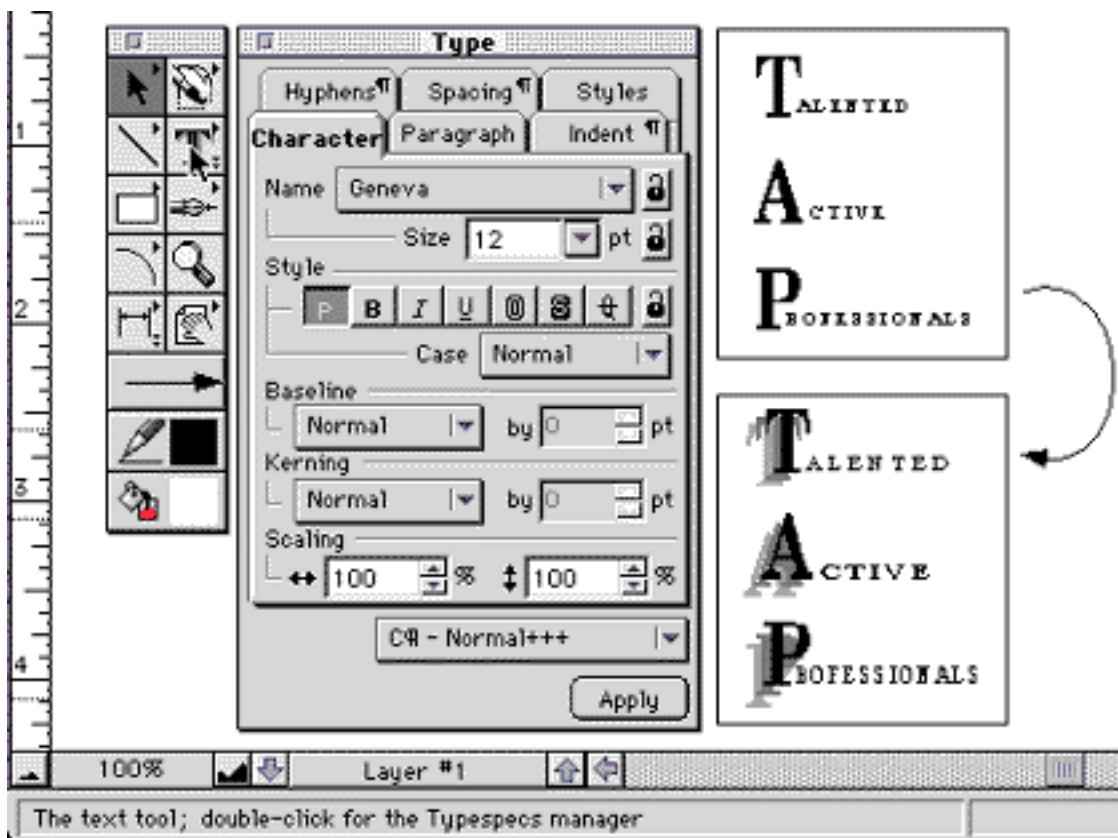 Type
Hyphens¶ Spacing¶ Styles
Character Paragraph Indent ¶
Name Geneva
Size 12 pt
Style
P B I U O S
Case Normal
Baseline
Normal by 0 pt
Kerning
Normal by 0 pt
Scaling
100 % 100 %
C¶ - Normal+++
Apply
1
2
3
4
TALENTED
ACTIVE
PROFESSIONALS
TALENTED
ACTIVE
PROFESSIONALS
100% Layer #1
The text tool; double-click for the Typespecs manager